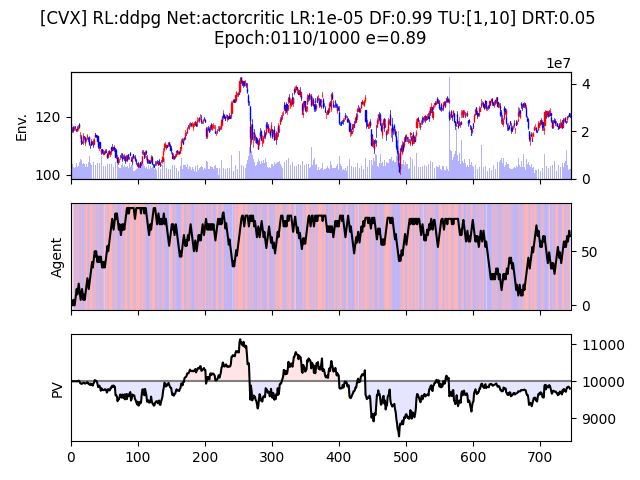 [CVX] RL:ddpg Net:actorcritic LR:1e-05 DF:0.99 TU:[1,10] DRT:0.05
Epoch:0110/1000 e=0.89
1e7
Env.
120
100
4
2
0
Agent
50
0
PV
11000
10000
9000
0 100 200 300 400 500 600 700